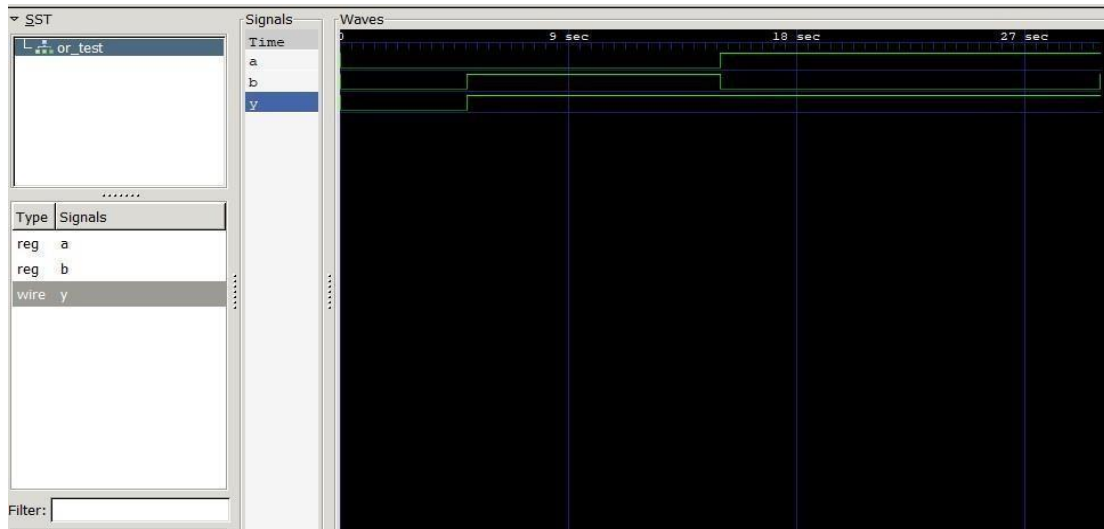 SST
or_test
Type Signals
reg a
reg b
wire y
Filter:
Signals
Time
a
b
y
Waves
0 9 sec 18 sec 27 sec